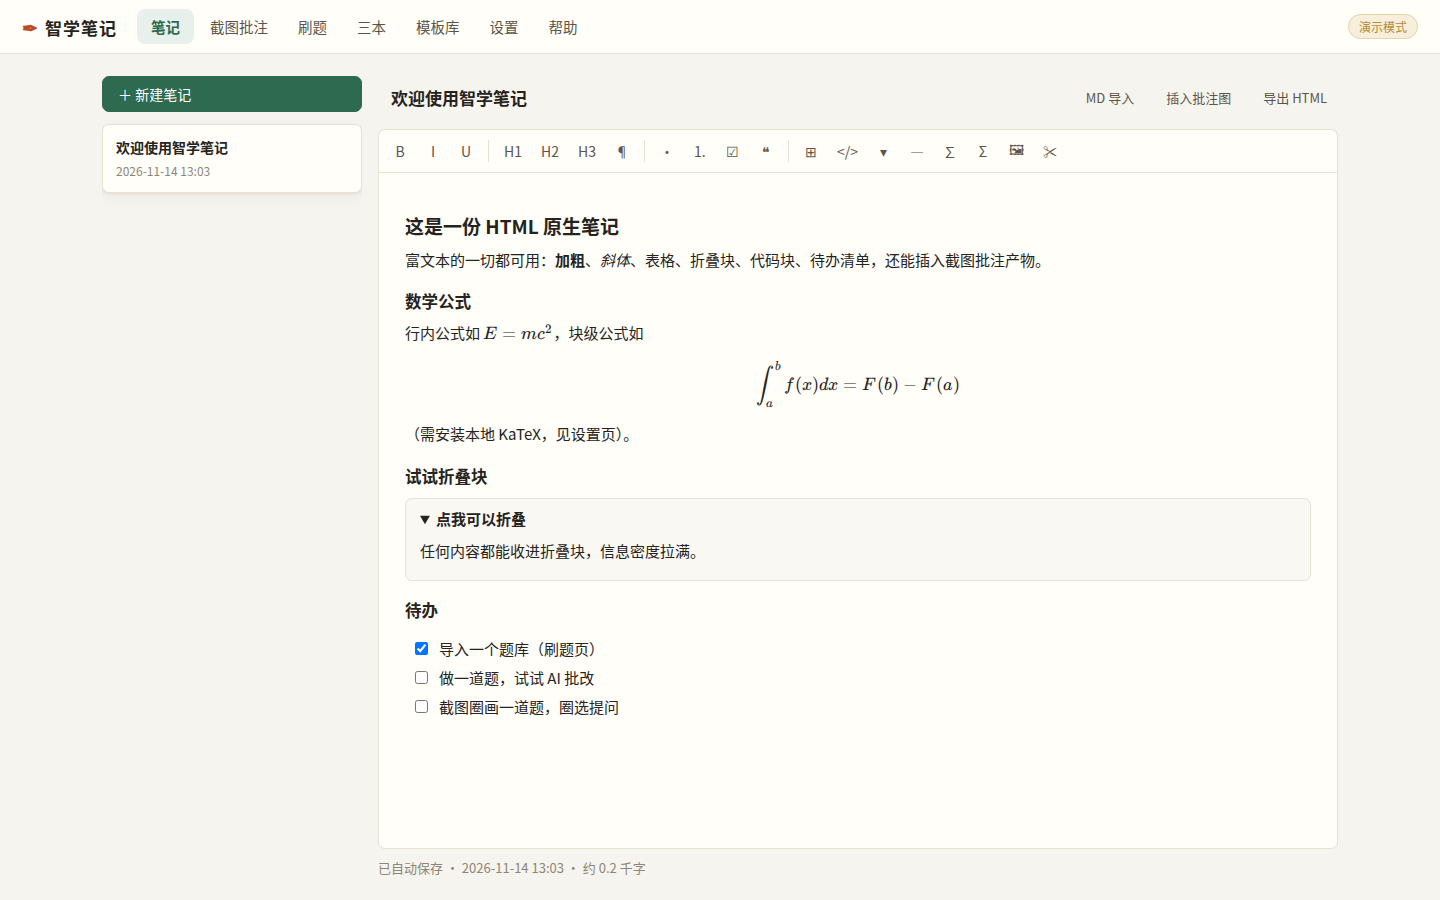 ✒ 智学笔记 笔记 截图批注 刷题 三本 模板库 设置 帮助 演示模式
＋ 新建笔记
欢迎使用智学笔记
2026-11-14 13:03
欢迎使用智学笔记 MD 导入 插入批注图 导出 HTML
B I U H1 H2 H3 ¶ • 1. ☑ ❝ ⊞ </> ▾ — ∑ Σ 🖼 ✂
这是一份 HTML 原生笔记
富文本的一切都可用：加粗、斜体、表格、折叠块、代码块、待办清单，还能插入截图批注产物。
数学公式
行内公式如 E = mc²，块级公式如
∫ₐᵇ f(x)dx = F(b) − F(a)
（需安装本地 KaTeX，见设置页）。
试试折叠块
▼ 点我可以折叠
任何内容都能收进折叠块，信息密度拉满。
待办
导入一个题库（刷题页）
做一道题，试试 AI 批改
截图圈画一道题，圈选提问
已自动保存 · 2026-11-14 13:03 · 约 0.2 千字